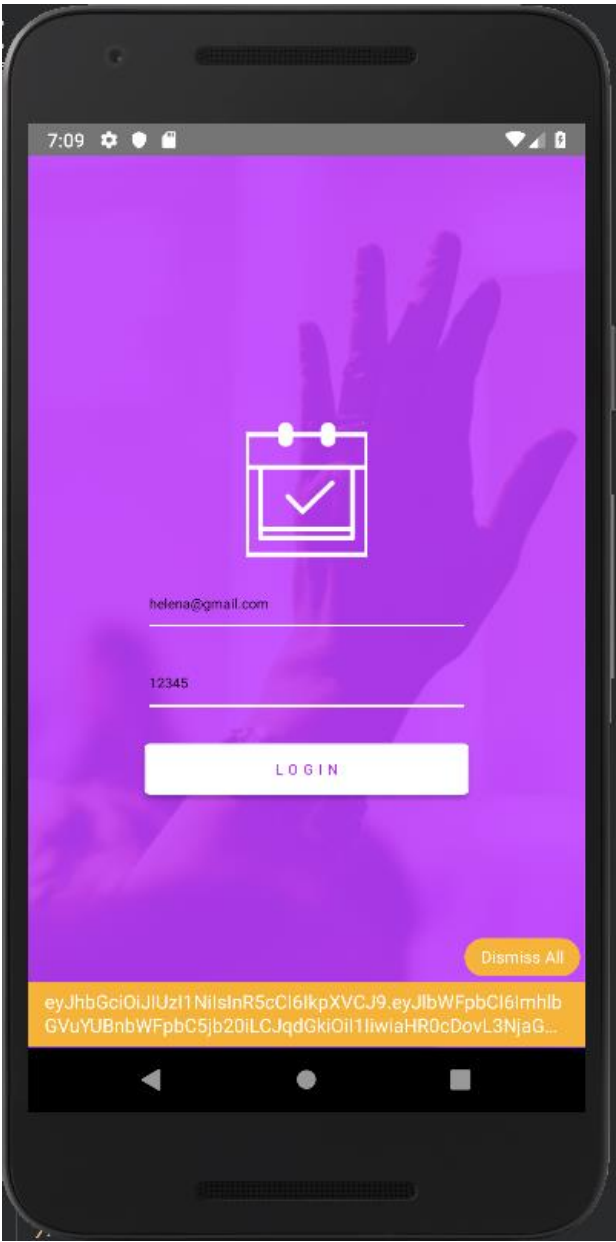 7:09
helena@gmail.com
12345
LOGIN
Dismiss All
eyJhbGciOiJIUzI1NiIsInR5cCI6IkpXVCJ9.eyJlbWFpbCI6Imhlb
GVuYUBnbWFpbC5jb20iLCJqdGkiOiI1IiwiaHR0cDovL3NjaG...